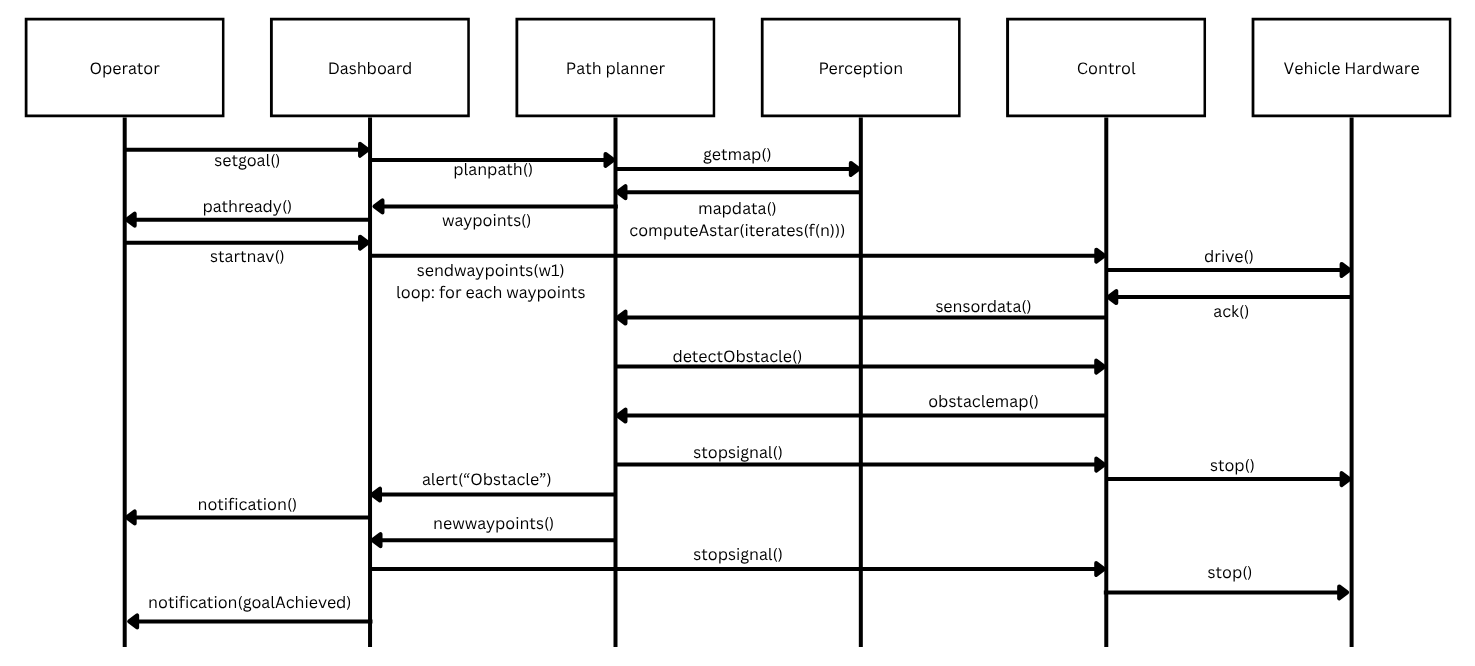 Operator
Dashboard
Path planner
Perception
Control
Vehicle Hardware
setgoal()
planpath()
getmap()
mapdata()
computeAstar(iterates(f(n)))
waypoints()
pathready()
startnav()
sendwaypoints(w1)
loop: for each waypoints
drive()
ack()
sensordata()
detectObstacle()
obstaclemap()
stopsignal()
stop()
alert(“Obstacle”)
notification()
newwaypoints()
stopsignal()
stop()
notification(goalAchieved)